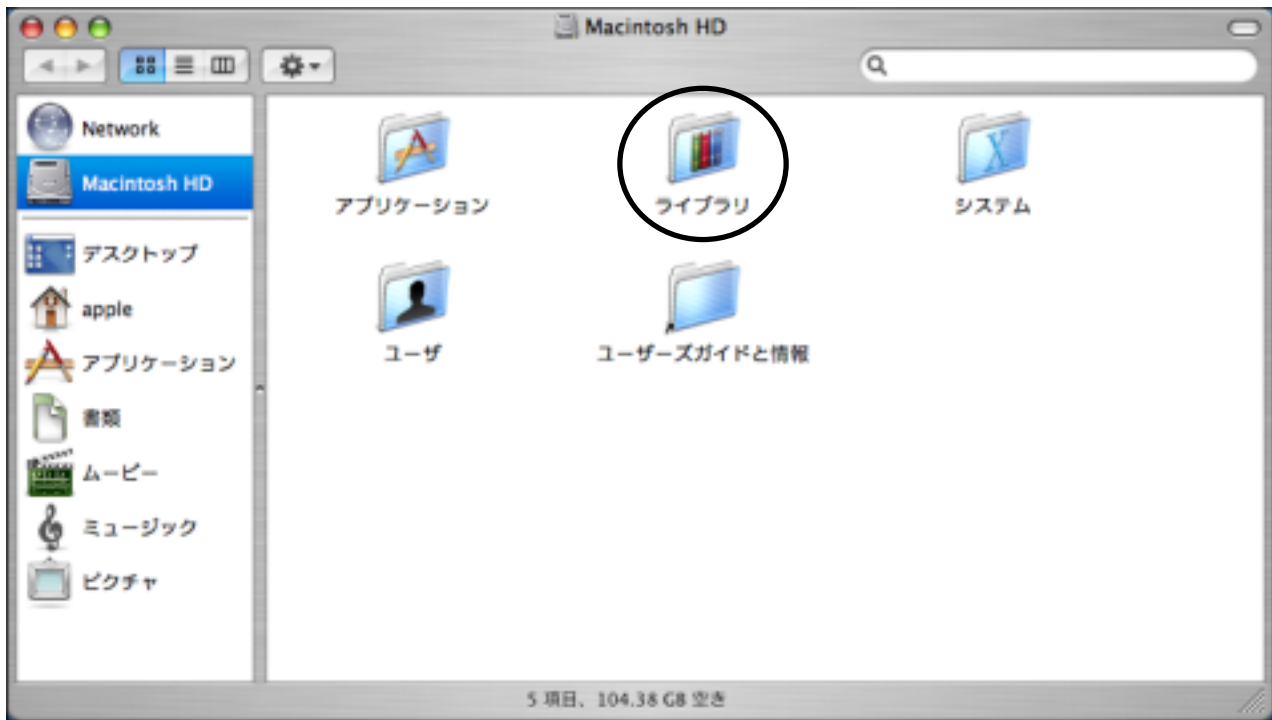 Macintosh HD
Network
Macintosh HD
デスクトップ
apple
アプリケーション
書類
ムービー
ミュージック
ピクチャ
アプリケーション
ライブラリ
システム
ユーザ
ユーザーズガイドと情報
5 項目、104.38 GB 空き